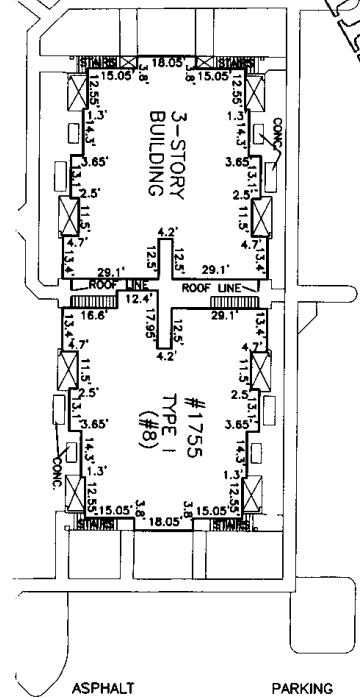 STAIRS 18.05' STAIRS
15.05' 3.8' 3.8' 15.05'
12.55' 12.55'
1.3' 1.3'
14.3' 14.3'
CONC.
3.65' 3.65'
13.1' 13.1'
2.5' 2.5'
11.5' 11.5'
3-STORY
BUILDING
4.7' 4.2' 4.7'
13.4' 12.5' 12.5' 13.4'
29.1' 29.1'
ROOF LINE ROOF LINE
12.4'
16.6' 29.1'
13.4' 17.95' 12.5' 13.4'
4.7' 4.2' 4.7'
11.5' 11.5'
2.5' 2.5'
13.1' 13.1'
3.65' 3.65'
#1755
TYPE I
(#8)
14.3' 14.3'
CONC.
1.3' 1.3'
12.55' 12.55'
15.05' 3.8' 3.8' 15.05'
STAIRS 18.05' STAIRS
ASPHALT PARKING